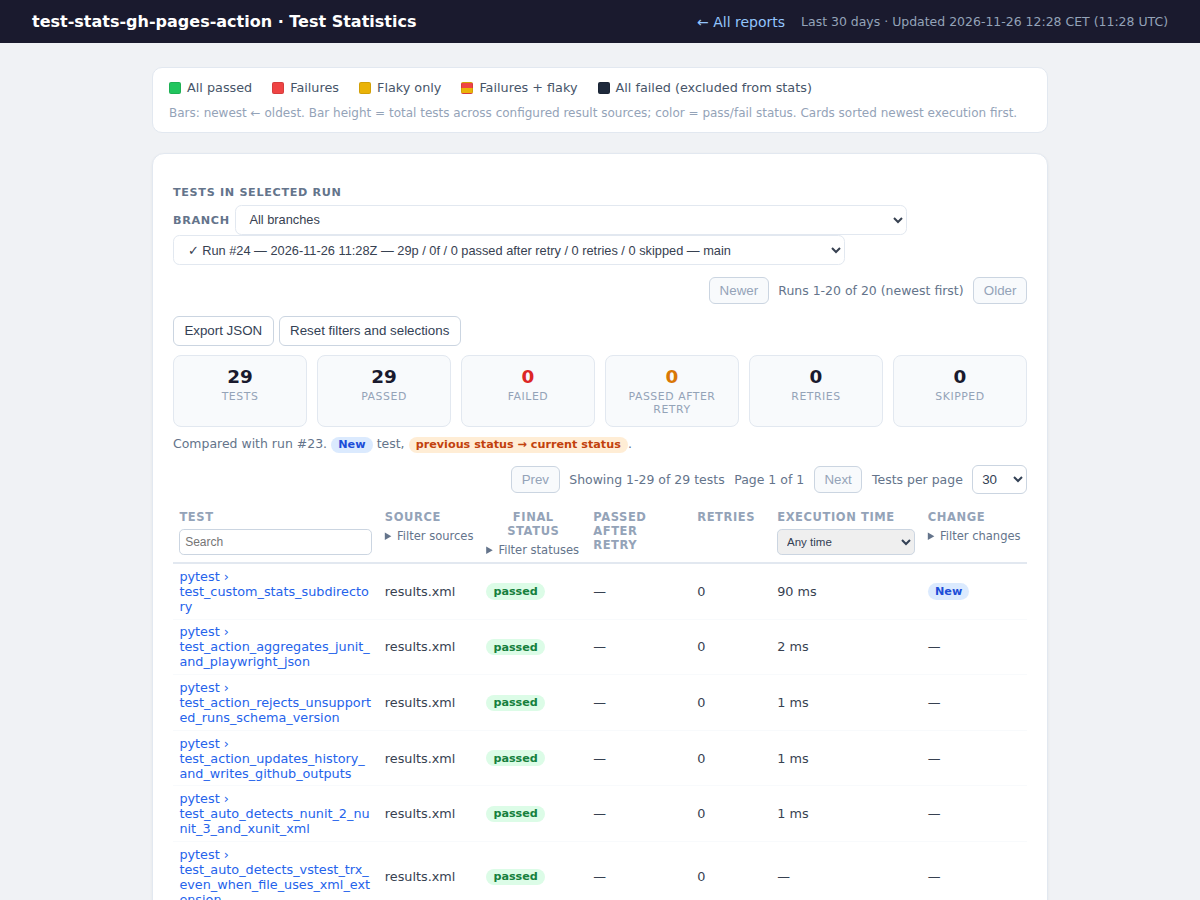 test-stats-gh-pages-action · Test Statistics
← All reports Last 30 days · Updated 2026-11-26 12:28 CET (11:28 UTC)
All passed Failures Flaky only Failures + flaky All failed (excluded from stats)
Bars: newest ← oldest. Bar height = total tests across configured result sources; color = pass/fail status. Cards sorted newest execution first.
TESTS IN SELECTED RUN
BRANCH All branches
✓ Run #24 — 2026-11-26 11:28Z — 29p / 0f / 0 passed after retry / 0 retries / 0 skipped — main
Newer Runs 1-20 of 20 (newest first) Older
Export JSON Reset filters and selections
29 29 0 0 0 0
TESTS PASSED FAILED PASSED AFTER RETRY RETRIES SKIPPED
Compared with run #23. New test, previous status → current status.
Prev Showing 1-29 of 29 tests Page 1 of 1 Next Tests per page 30
TEST SOURCE FINAL STATUS PASSED AFTER RETRY RETRIES EXECUTION TIME CHANGE
Search Filter sources Filter statuses Any time Filter changes
pytest ›
test_custom_stats_subdirecto
ry
results.xml passed — 0 90 ms New
pytest ›
test_action_aggregates_junit_
and_playwright_json
results.xml passed — 0 2 ms —
pytest ›
test_action_rejects_unsupport
ed_runs_schema_version
results.xml passed — 0 1 ms —
pytest ›
test_action_updates_history_
and_writes_github_outputs
results.xml passed — 0 1 ms —
pytest ›
test_auto_detects_nunit_2_nu
nit_3_and_xunit_xml
results.xml passed — 0 1 ms —
pytest ›
test_auto_detects_vstest_trx_
even_when_file_uses_xml_ext
ension
results.xml passed — 0 — —